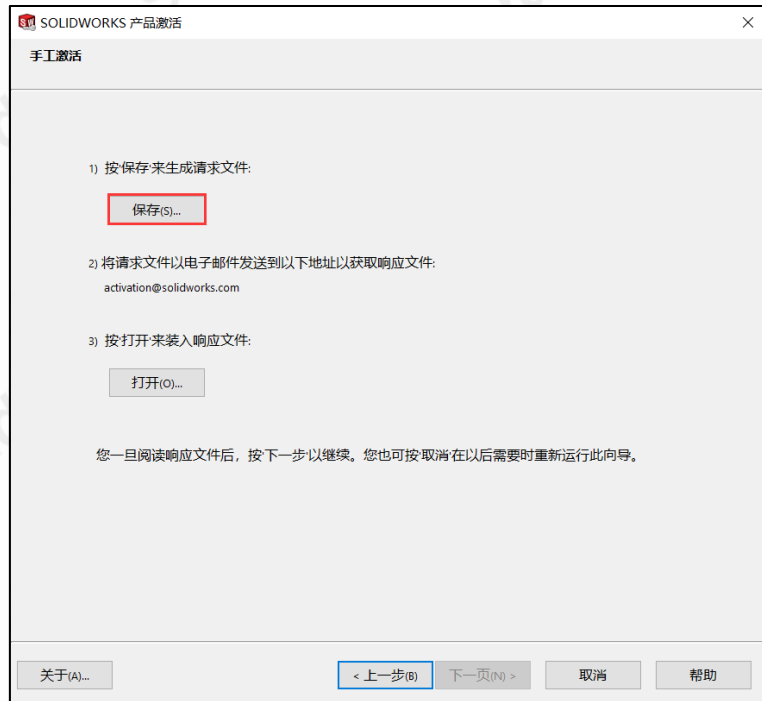 SOLIDWORKS 产品激活
手工激活
1) 按'保存'来生成请求文件:
保存(S)...
2) 将请求文件以电子邮件发送到以下地址以获取响应文件:
activation@solidworks.com
3) 按'打开'来装入响应文件:
打开(O)...
您一旦阅读响应文件后，按'下一步'以继续。您也可按'取消'在以后需要时重新运行此向导。
关于(A)... < 上一步(B) 下一页(N) > 取消 帮助